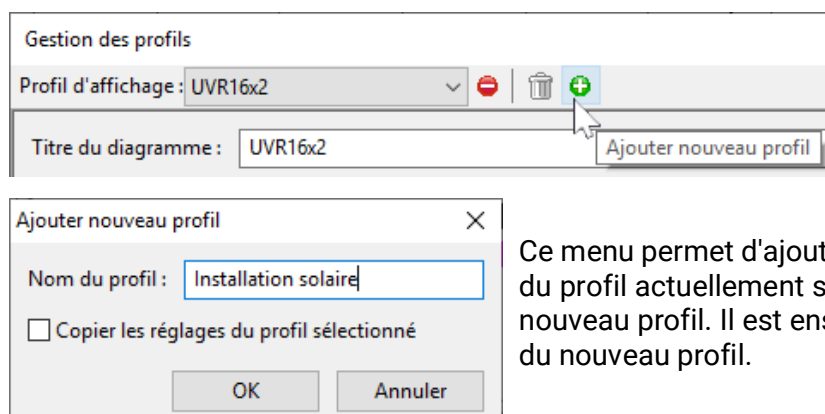 Gestion des profils
Profil d'affichage : UVR16x2
Titre du diagramme : UVR16x2
Ajouter nouveau profil
Ajouter nouveau profil
Nom du profil : Installation solaire
Copier les réglages du profil sélectionné
OK Annuler
Ce menu permet d'ajout
du profil actuellement s
nouveau profil. Il est ens
du nouveau profil.